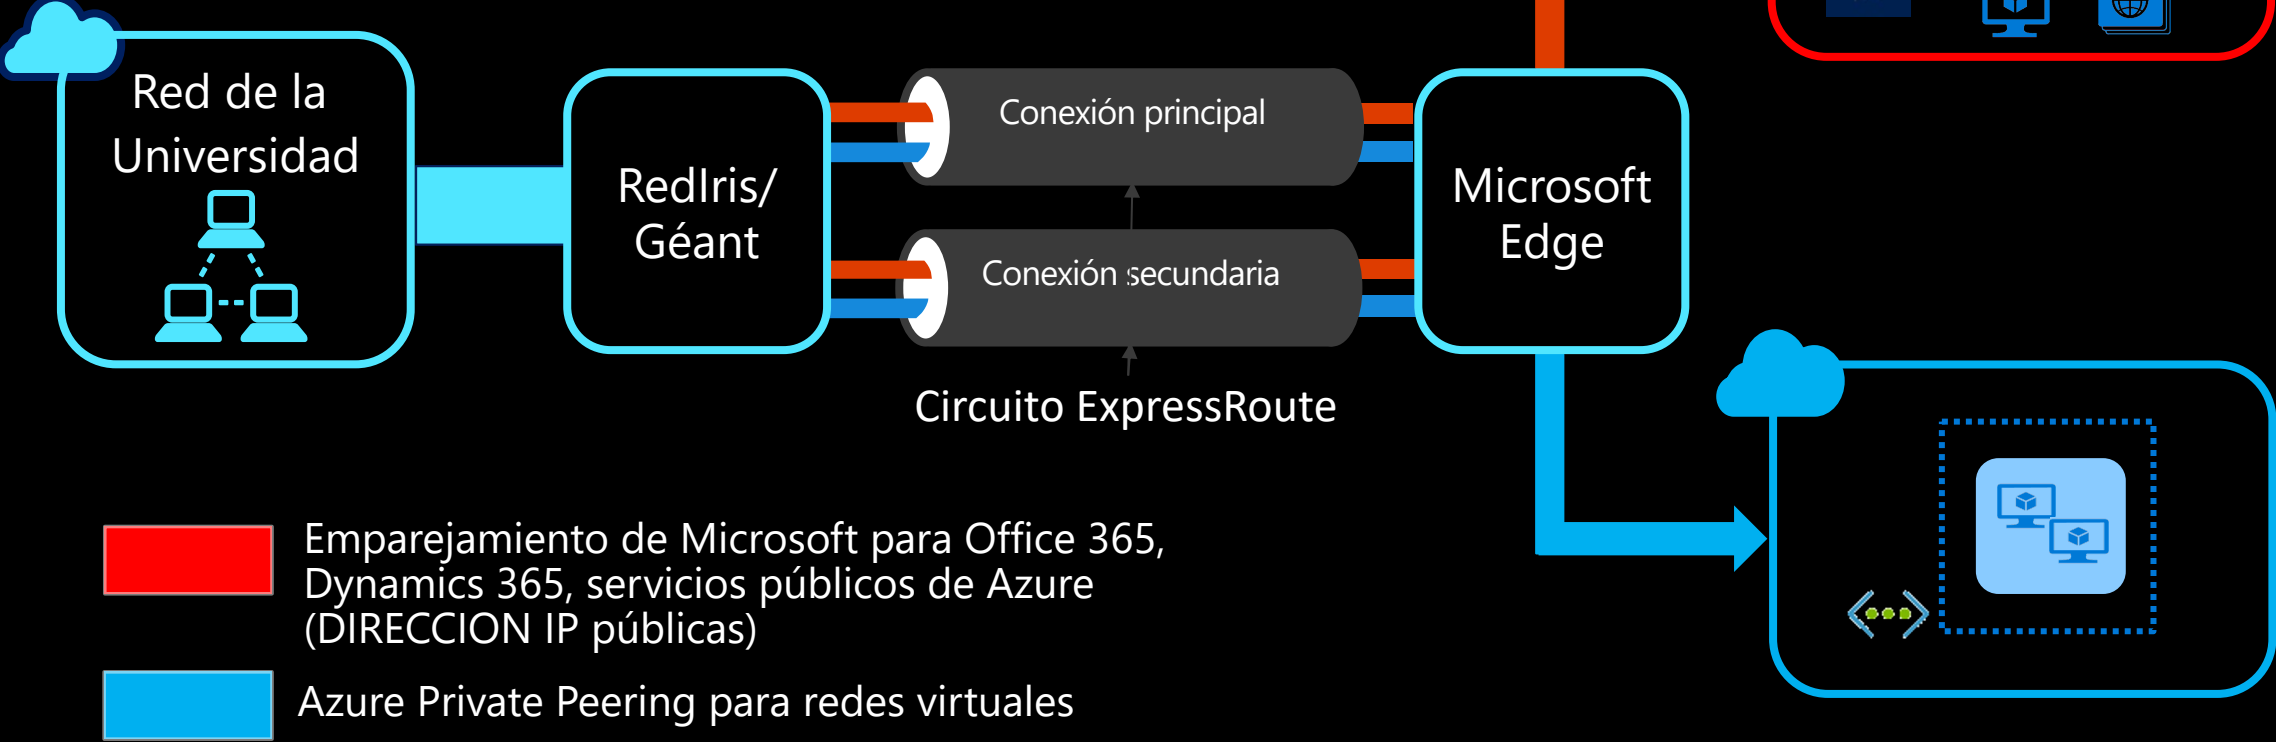 Red de la
Universidad
RedIris/
Géant
Conexión principal
Conexión secundaria
Circuito ExpressRoute
Microsoft
Edge
Emparejamiento de Microsoft para Office 365,
Dynamics 365, servicios públicos de Azure
(DIRECCION IP públicas)
Azure Private Peering para redes virtuales